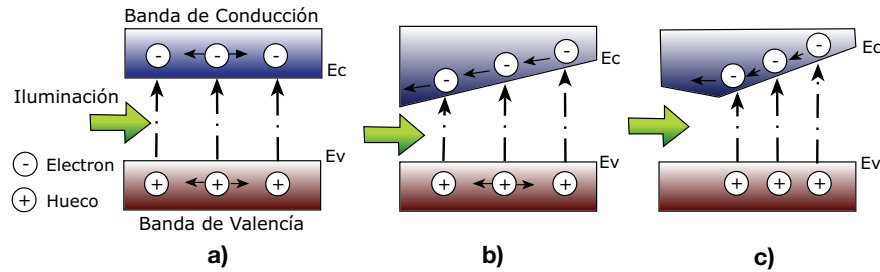 Banda de Conducción
Ec
Iluminación
Ev
- Electron
+ Hueco
Banda de Valencía
a)
Ec
Ev
b)
Ec
Ev
c)